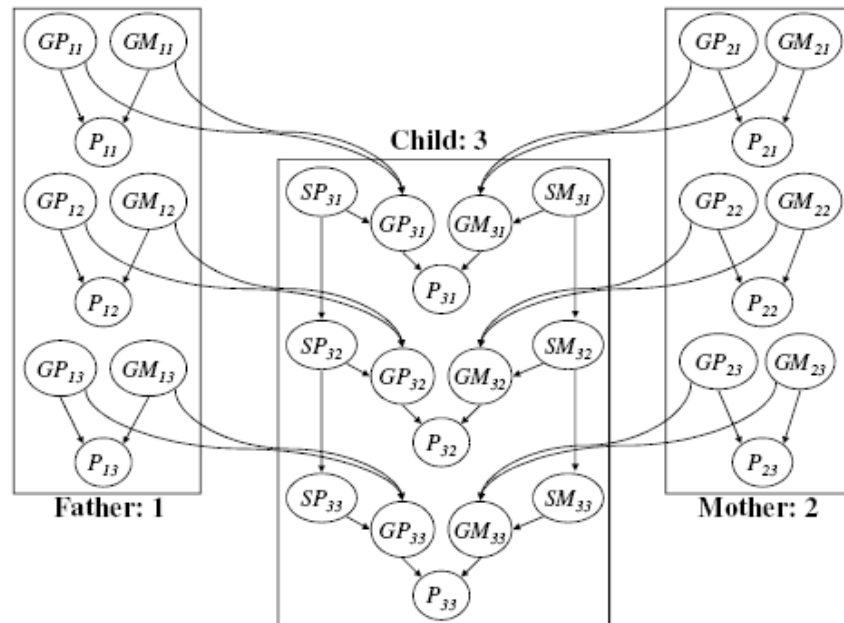 GP11 GM11 GP21 GM21
P11 P21
Child: 3
GP12 GM12 SP31 SM31 GP22 GM22
GP31 GM31
P12 P31 P22
GP13 GM13 SP32 SM32 GP23 GM23
GP32 GM32
P13 P32 P23
Father: 1 SP33 SM33 Mother: 2
GP33 GM33
P33